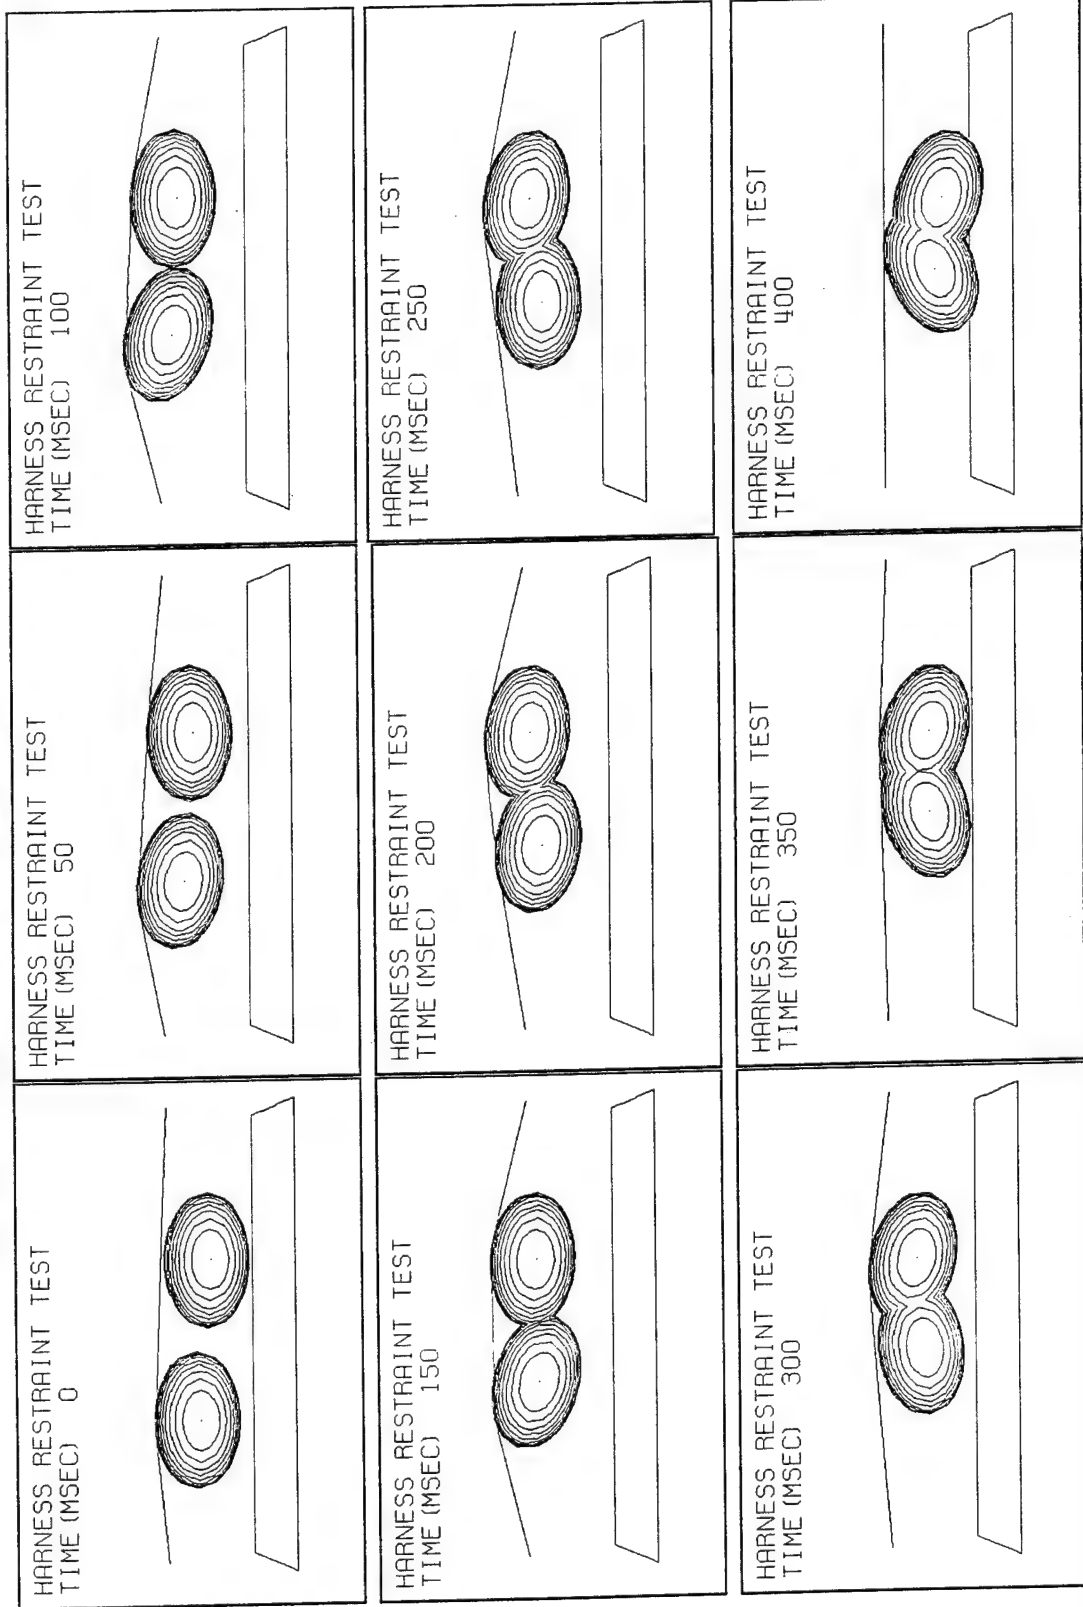 HARNESS RESTRAINT TEST
TIME (MSEC) 0
HARNESS RESTRAINT TEST
TIME (MSEC) 50
HARNESS RESTRAINT TEST
TIME (MSEC) 100
HARNESS RESTRAINT TEST
TIME (MSEC) 150
HARNESS RESTRAINT TEST
TIME (MSEC) 200
HARNESS RESTRAINT TEST
TIME (MSEC) 250
HARNESS RESTRAINT TEST
TIME (MSEC) 300
HARNESS RESTRAINT TEST
TIME (MSEC) 350
HARNESS RESTRAINT TEST
TIME (MSEC) 400